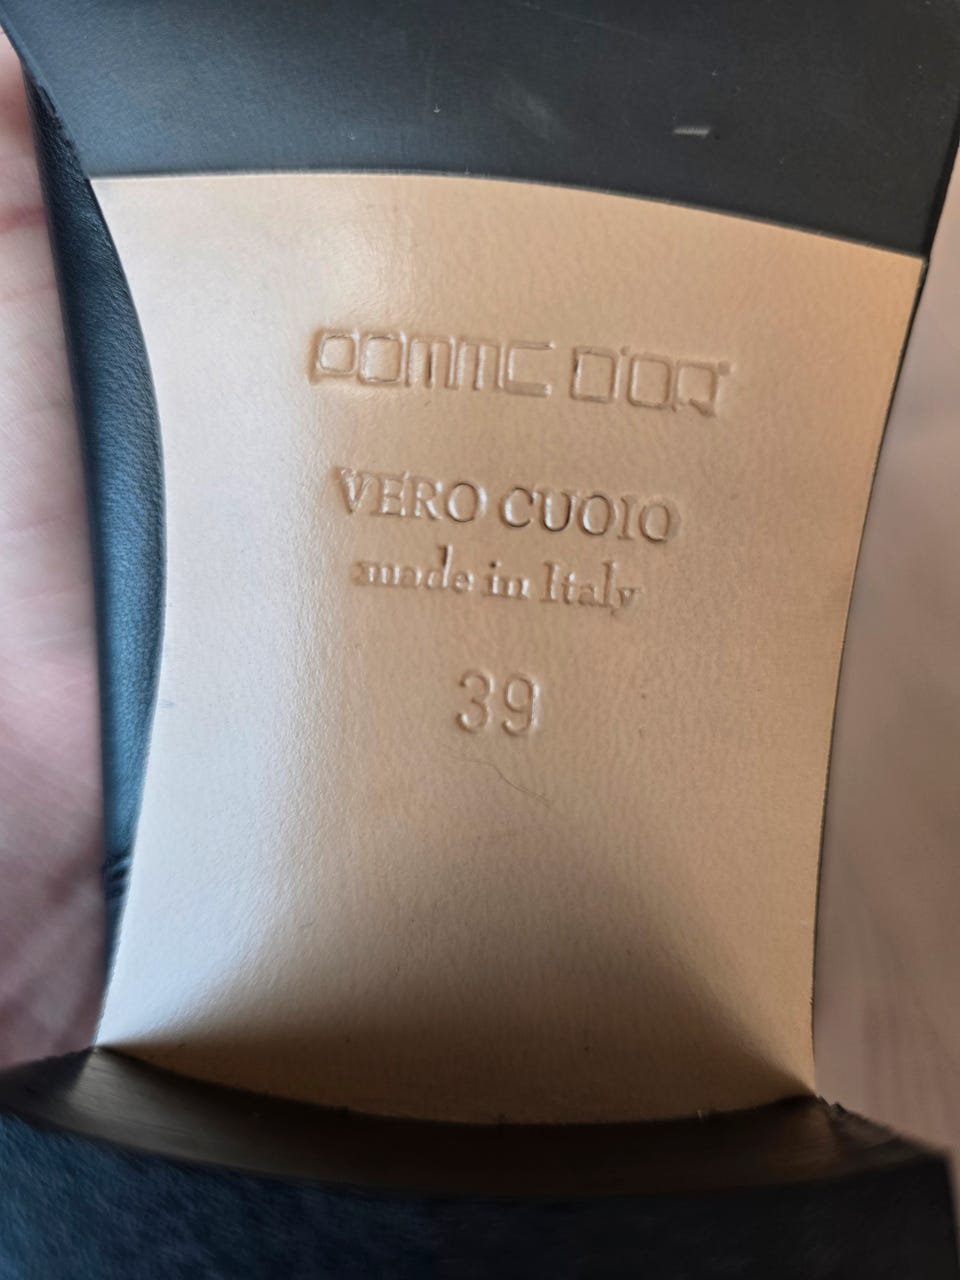 POMME D'OR
VERO CUOIO
made in Italy
39